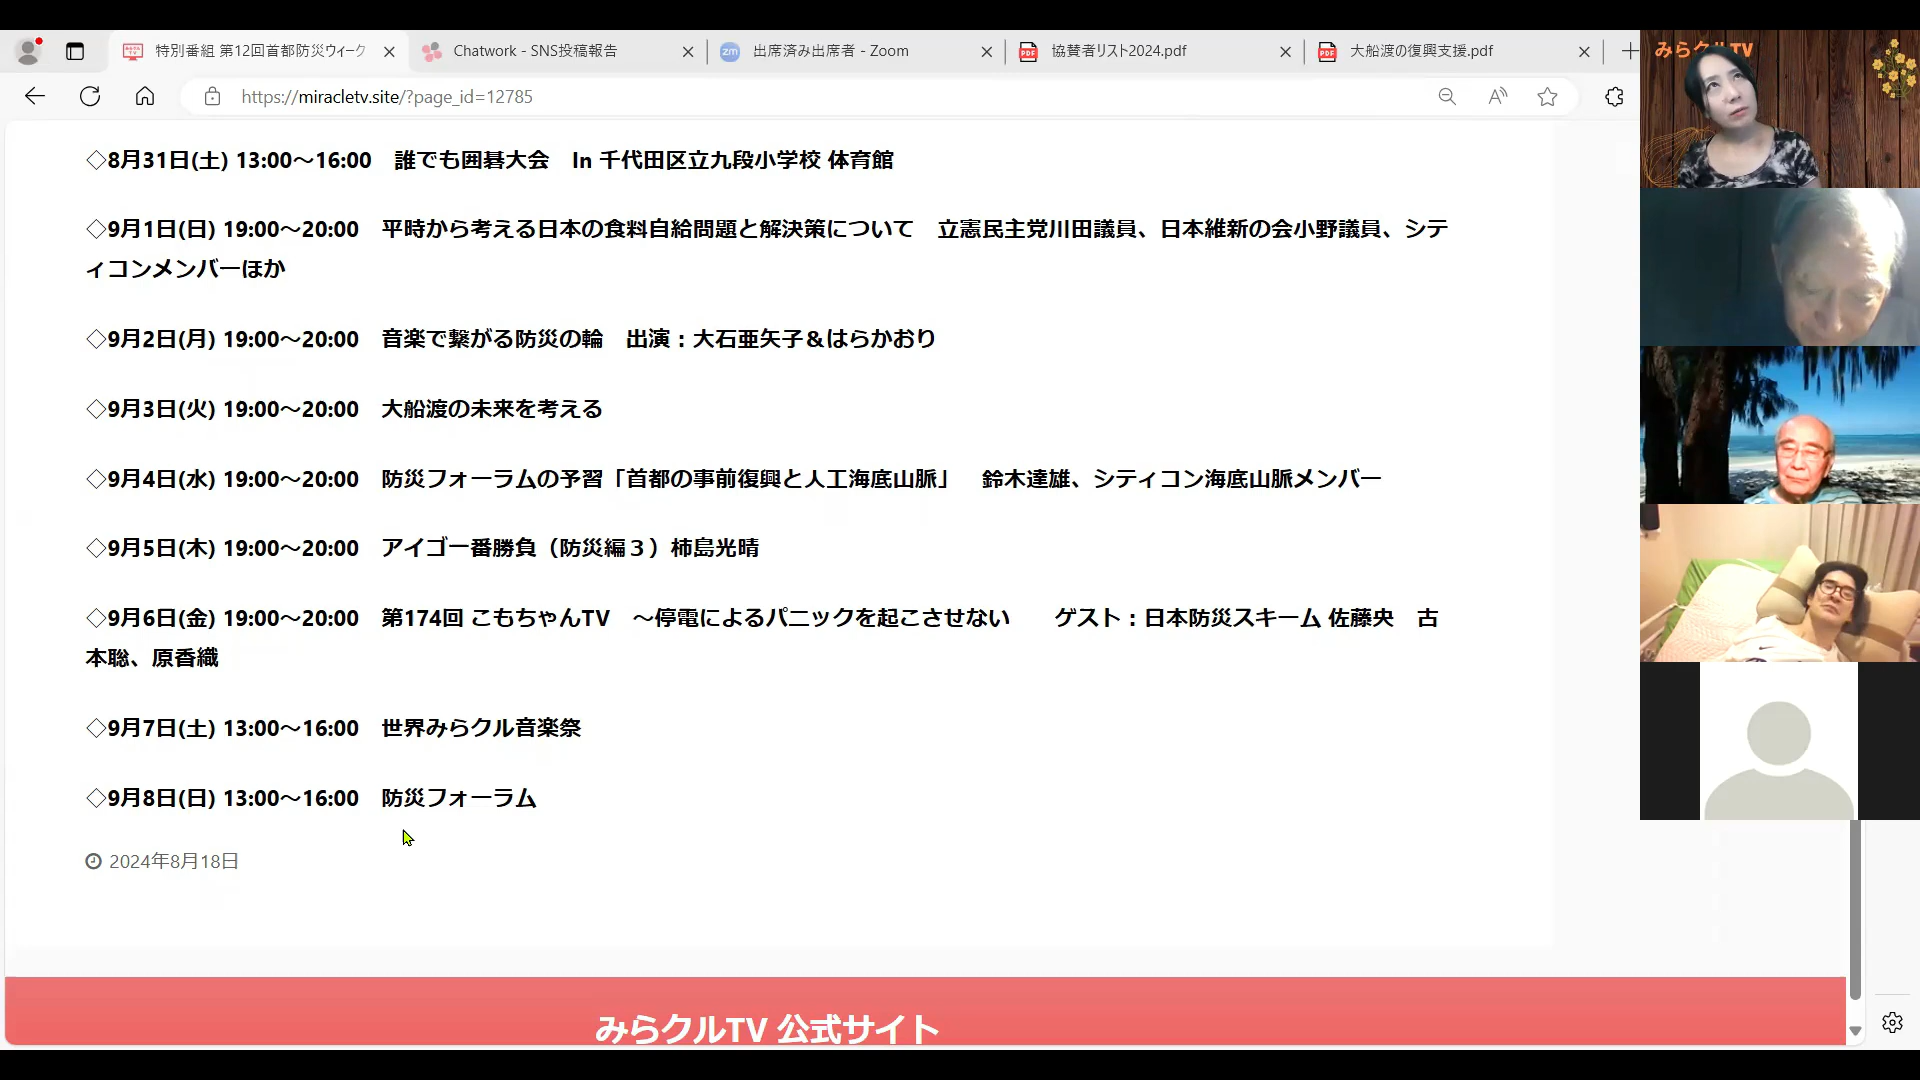 特別番組 第12回首都防災ウィーク
Chatwork - SNS投稿報告
zm 出席済み出席者 - Zoom
PDF 協賛者リスト2024.pdf
PDF 大船渡の復興支援.pdf
https://miracletv.site/?page_id=12785
みらクルTV
◇8月31日(土) 13:00～16:00　誰でも囲碁大会　In 千代田区立九段小学校 体育館
◇9月1日(日) 19:00～20:00　平時から考える日本の食料自給問題と解決策について　立憲民主党川田議員、日本維新の会小野議員、シテ
ィコンメンバーほか
◇9月2日(月) 19:00～20:00　音楽で繋がる防災の輪　出演：大石亜矢子＆はらかおり
◇9月3日(火) 19:00～20:00　大船渡の未来を考える
◇9月4日(水) 19:00～20:00　防災フォーラムの予習「首都の事前復興と人工海底山脈」　鈴木達雄、シティコン海底山脈メンバー
◇9月5日(木) 19:00～20:00　アイゴー番勝負（防災編３）柿島光晴
◇9月6日(金) 19:00～20:00　第174回 こもちゃんTV　～停電によるパニックを起こさせない　　ゲスト：日本防災スキーム 佐藤央　古
本聡、原香織
◇9月7日(土) 13:00～16:00　世界みらクル音楽祭
◇9月8日(日) 13:00～16:00　防災フォーラム
2024年8月18日
みらクルTV 公式サイト